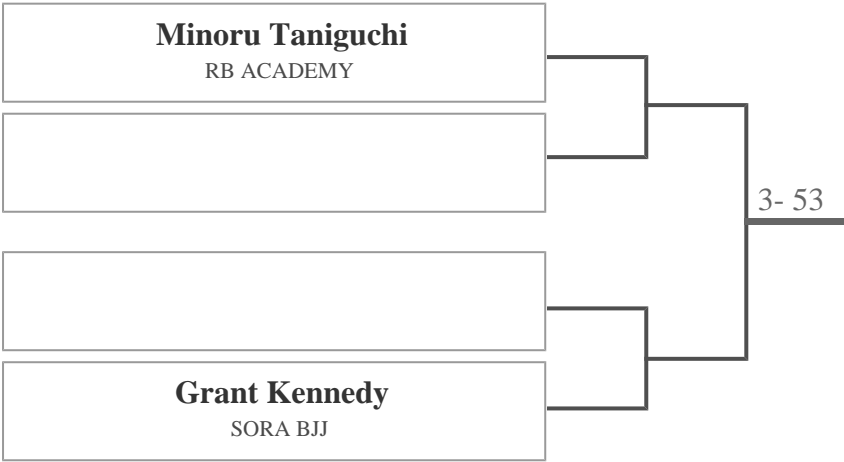 Minoru Taniguchi
RB ACADEMY
3- 53
Grant Kennedy
SORA BJJ